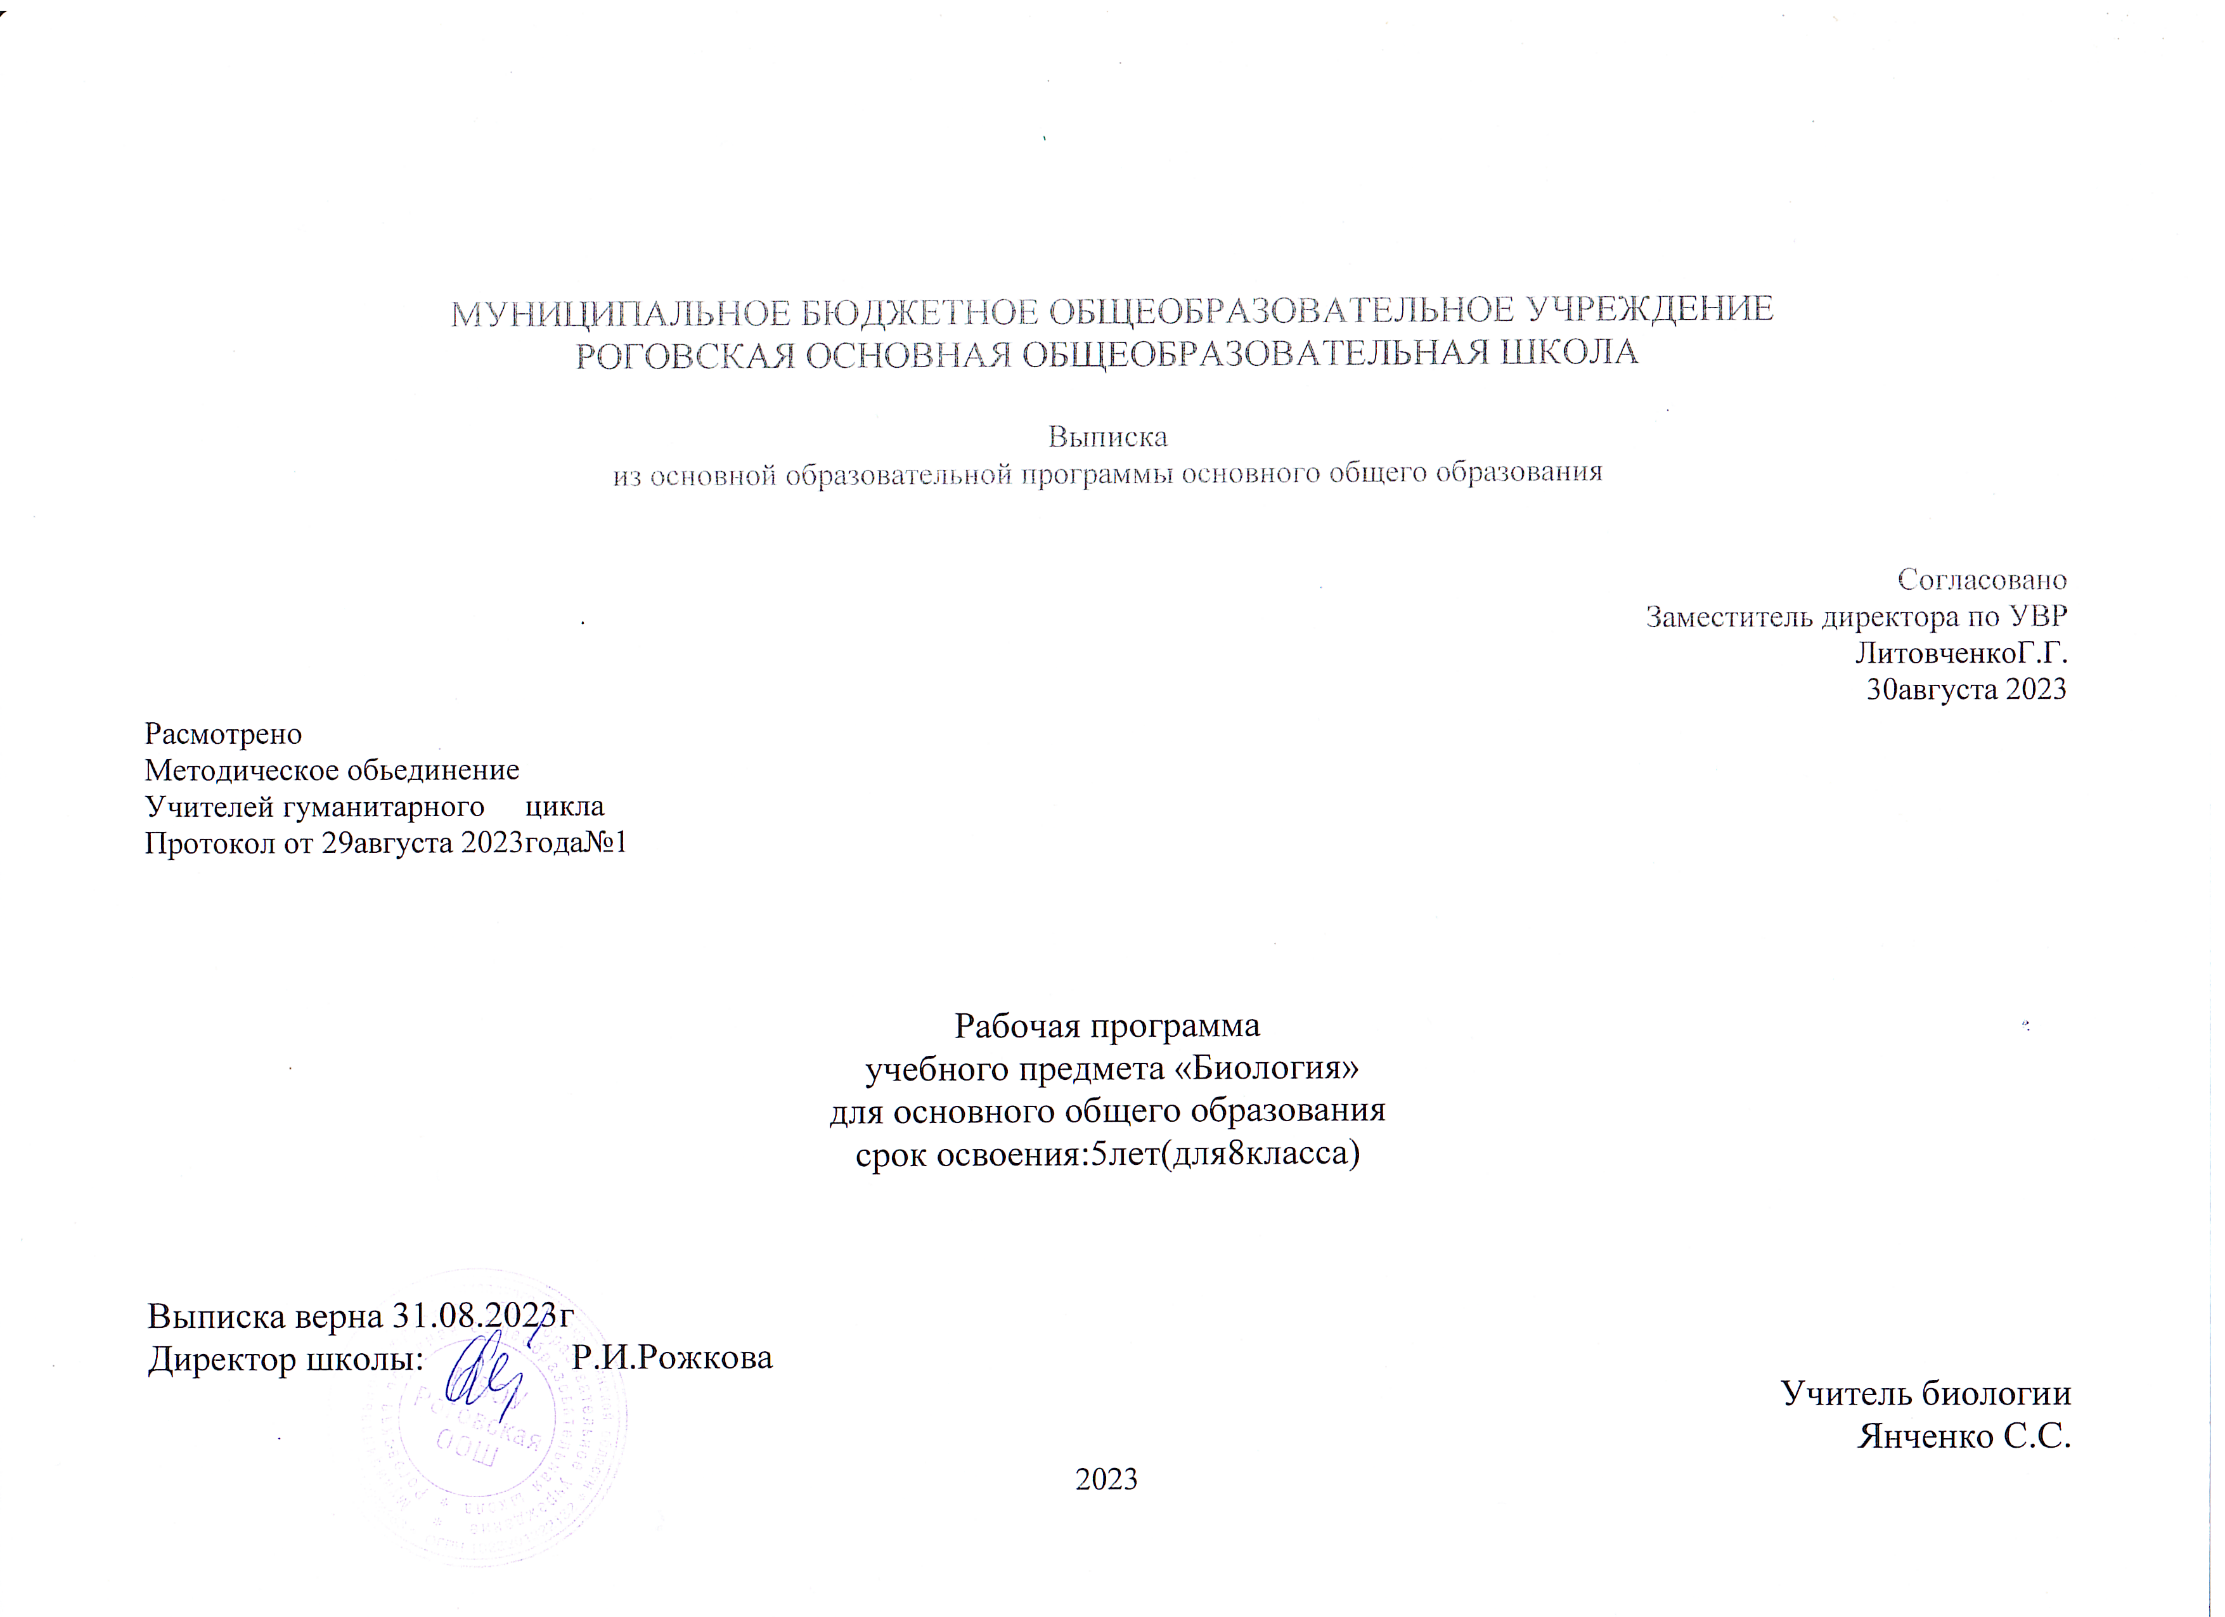 МУНИЦИПАЛЬНОЕ БЮДЖЕТНОЕ ОБЩЕОБРАЗОВАТЕЛЬНОЕ УЧРЕЖДЕНИЕ
РОГОВСКАЯ ОСНОВНАЯ ОБЩЕОБРАЗОВАТЕЛЬНАЯ ШКОЛА
Выписка
из основной образовательной программы основного общего образования
Согласовано
Заместитель директора по УВР
ЛитовченкоГ.Г.
30августа 2023
Расмотрено
Методическое обьединение
Учителей гуманитарного цикла
Протокол от 29августа 2023года№1
Рабочая программа
учебного предмета «Биология»
для основного общего образования
срок освоения:5лет(для8класса)
Выписка верна 31.08.2023г
Директор школы: Р.И.Рожкова
Роговская
ООШ
Учитель биологии
Янченко С.С.
2023